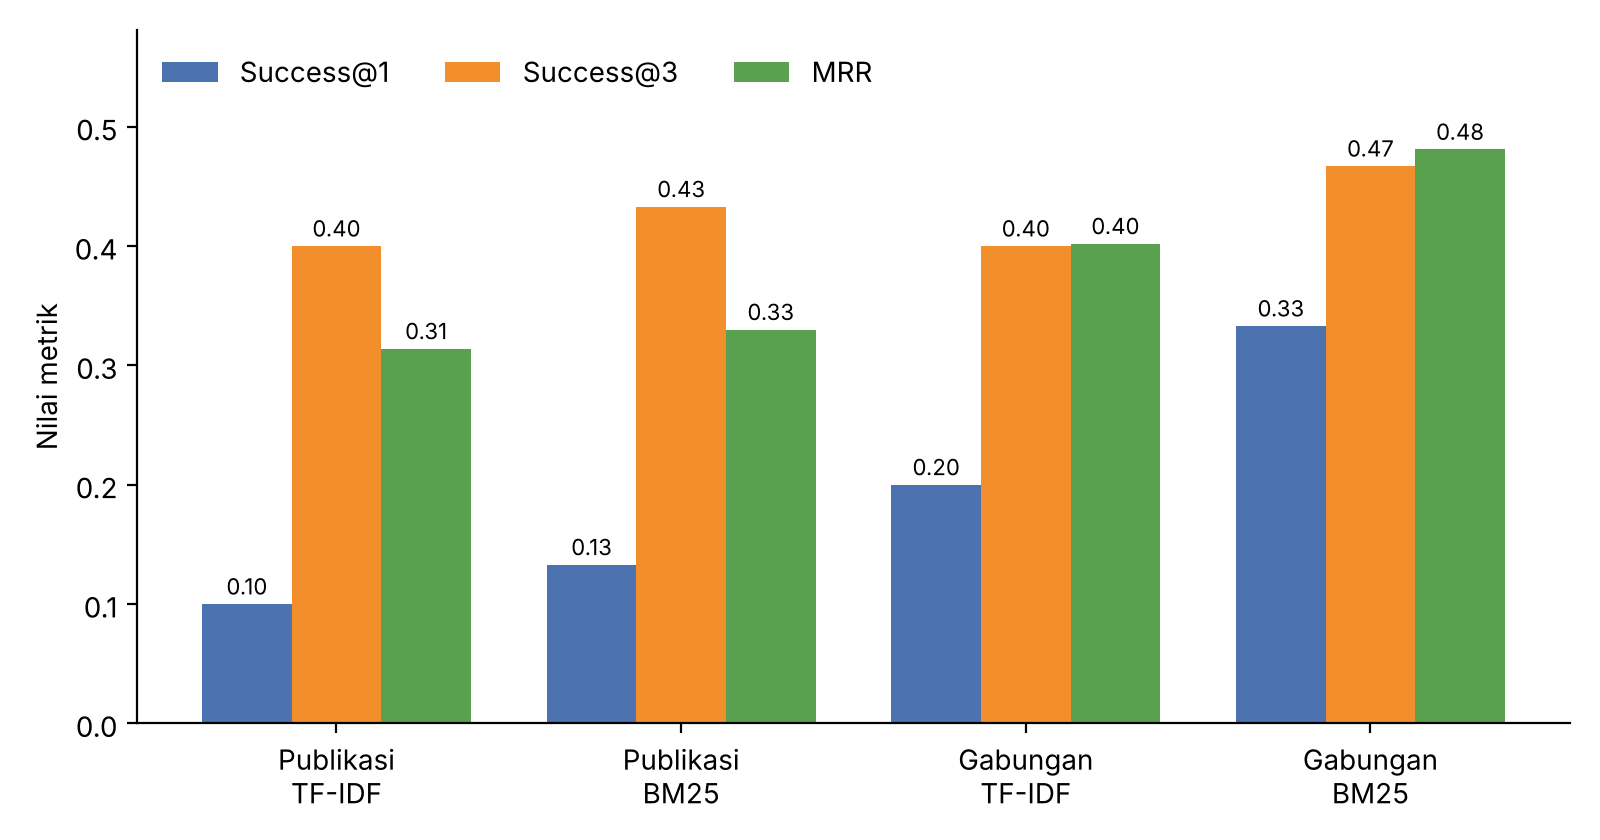 Success@1 Success@3 MRR
Nilai metrik
0.5
0.4
0.3
0.2
0.1
0.0
0.10 0.40 0.31
0.13 0.43 0.33
0.20 0.40 0.40
0.33 0.47 0.48
Publikasi
TF-IDF
Publikasi
BM25
Gabungan
TF-IDF
Gabungan
BM25